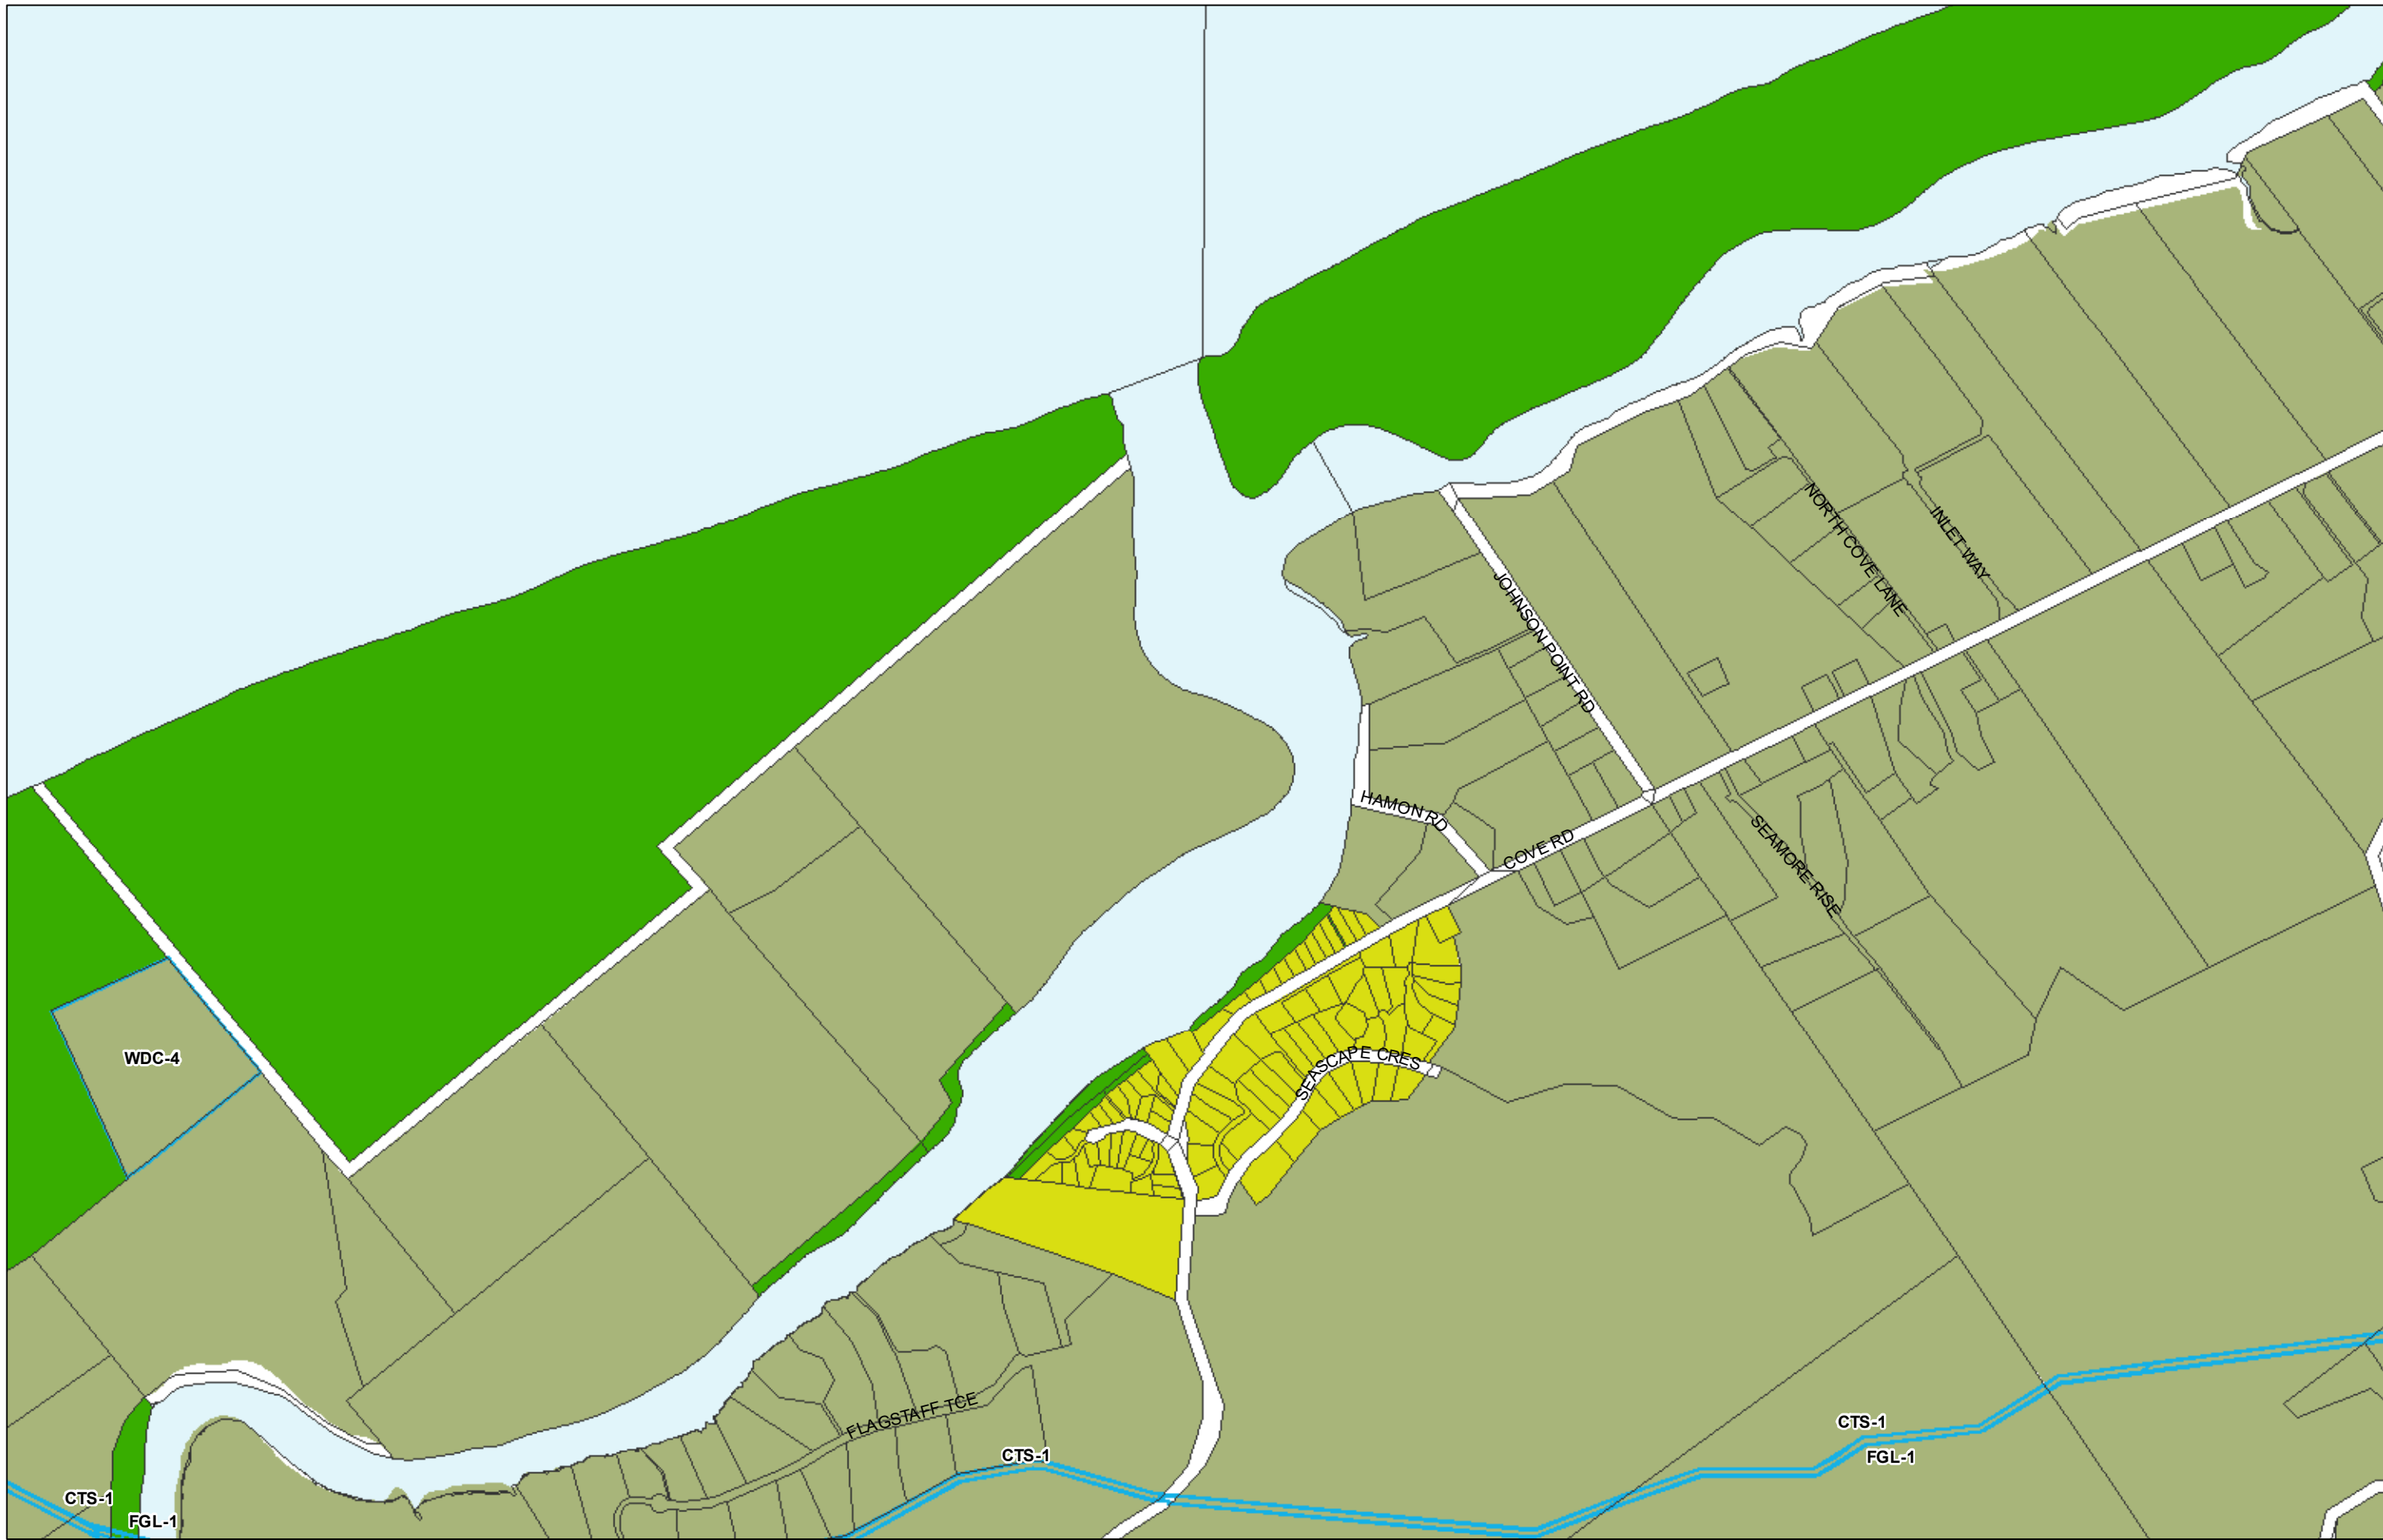 NORTH COVE LANE
INLET WAY
JOHNSON POINT RD
HAMON RD
COVE RD
SEAMORE RISE
WDC-4
SEASCAPE CRES
FLAGSTAFF TCE
CTS-1
CTS-1
FGL-1
CTS-1
FGL-1